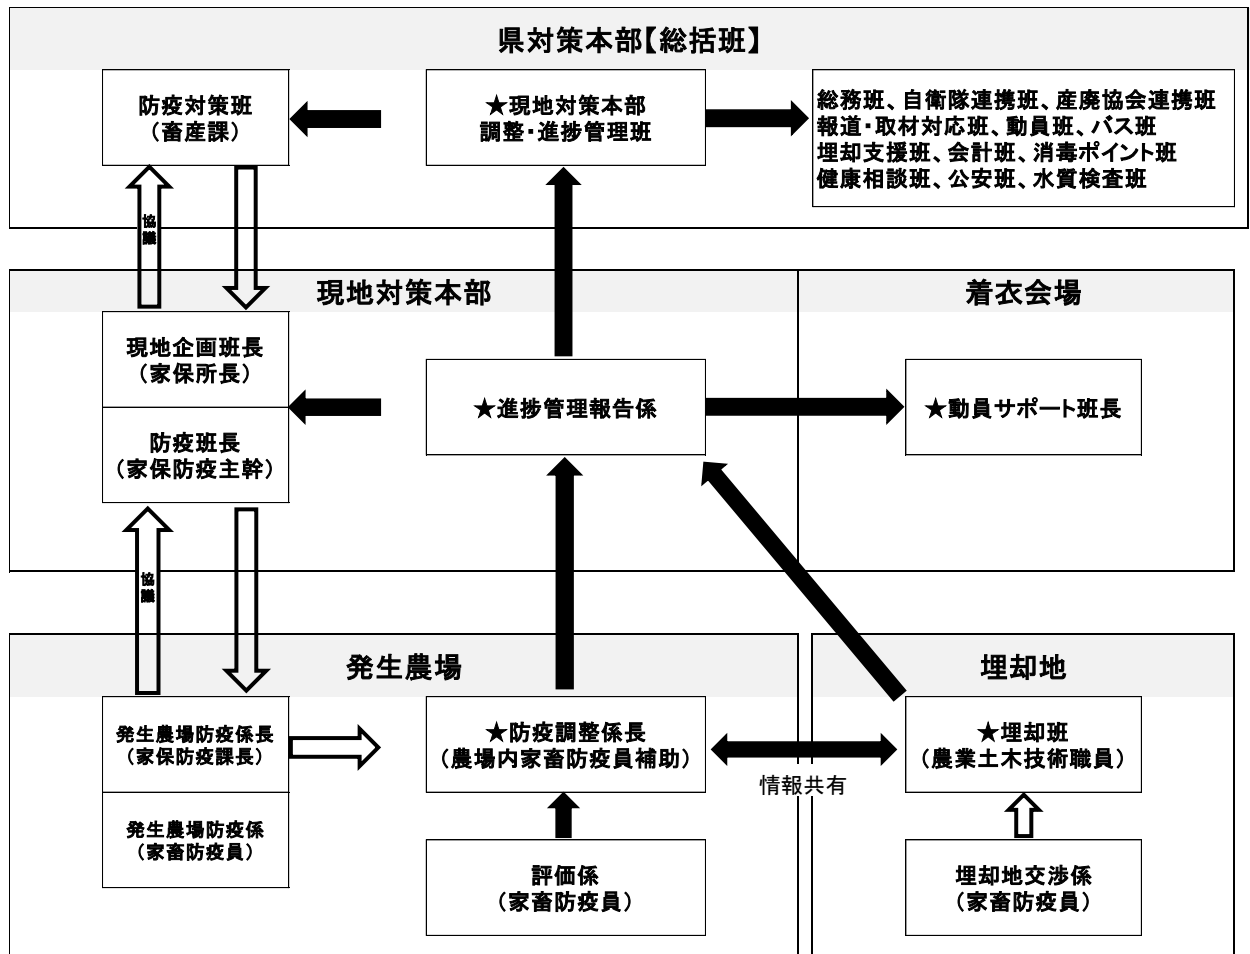 県対策本部【総括班】
防疫対策班
（畜産課）
★現地対策本部
調整・進捗管理班
総務班、自衛隊連携班、産廃協会連携班
報道・取材対応班、動員班、バス班
埋却支援班、会計班、消毒ポイント班
健康相談班、公安班、水質検査班
協議
現地対策本部
着衣会場
現地企画班長
（家保所長）
防疫班長
（家保防疫主幹）
★進捗管理報告係
★動員サポート班長
協議
発生農場
埋却地
発生農場防疫係長
（家保防疫課長）
発生農場防疫係
（家畜防疫員）
★防疫調整係長
（農場内家畜防疫員補助）
情報共有
★埋却班
（農業土木技術職員）
評価係
（家畜防疫員）
埋却地交渉係
（家畜防疫員）